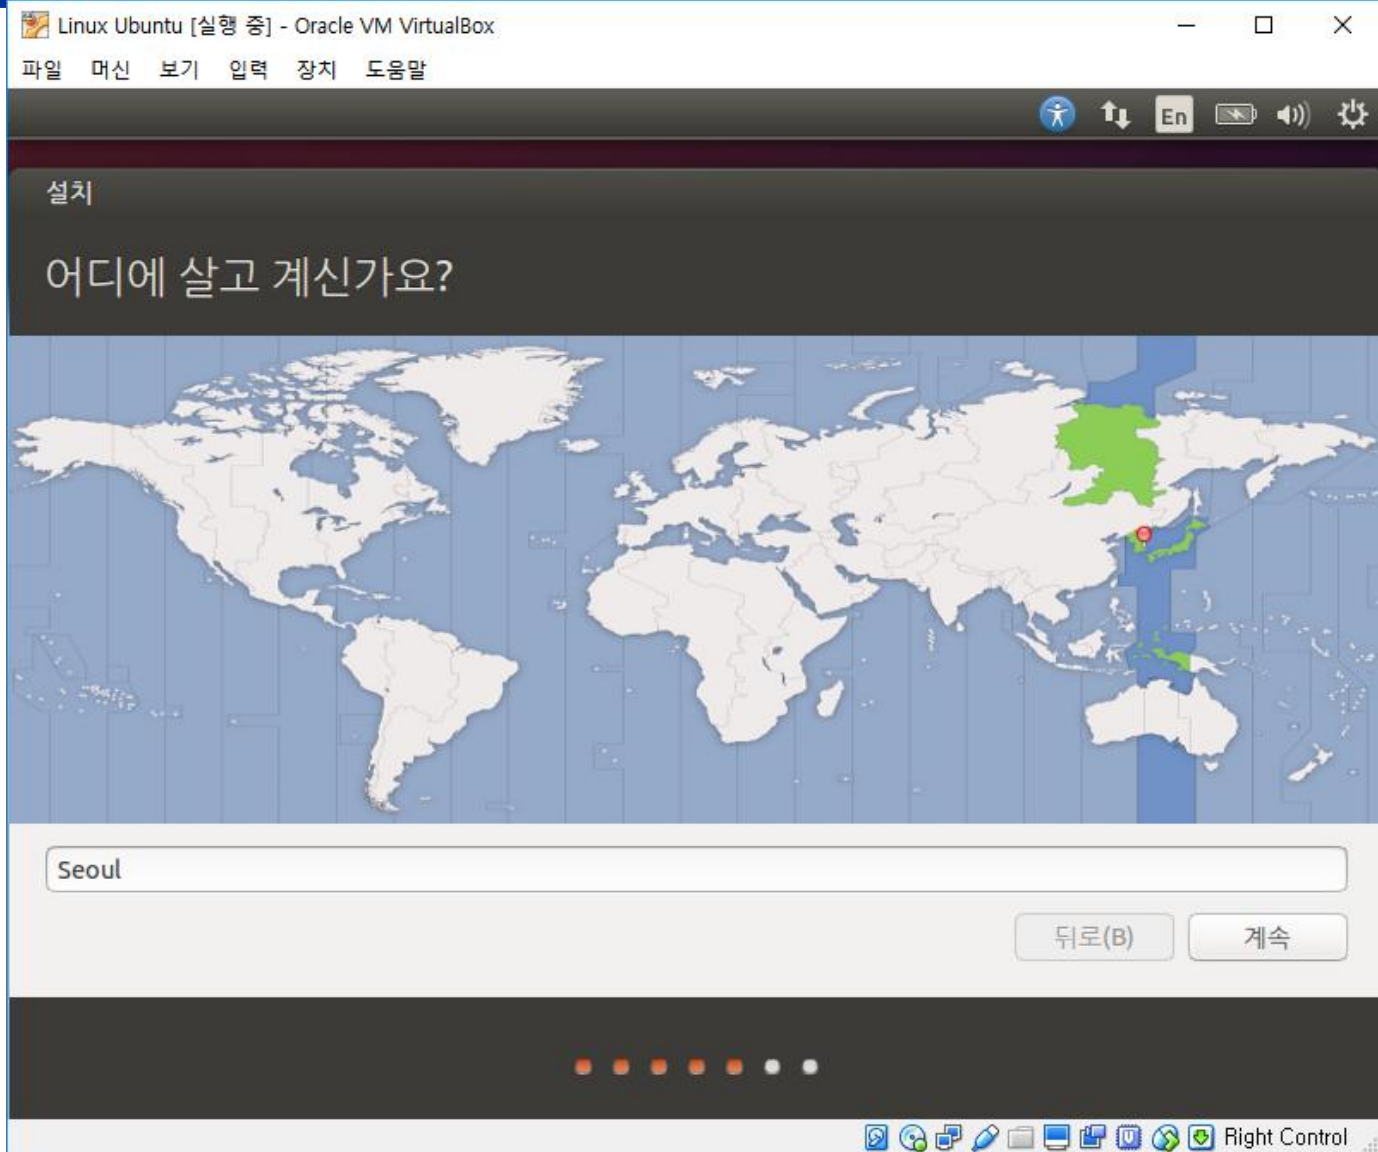 Linux Ubuntu [실행 중] - Oracle VM VirtualBox
파일 머신 보기 입력 장치 도움말
En
설치
어디에 살고 계신가요?
Seoul
뒤로(B) 계속
Right Control